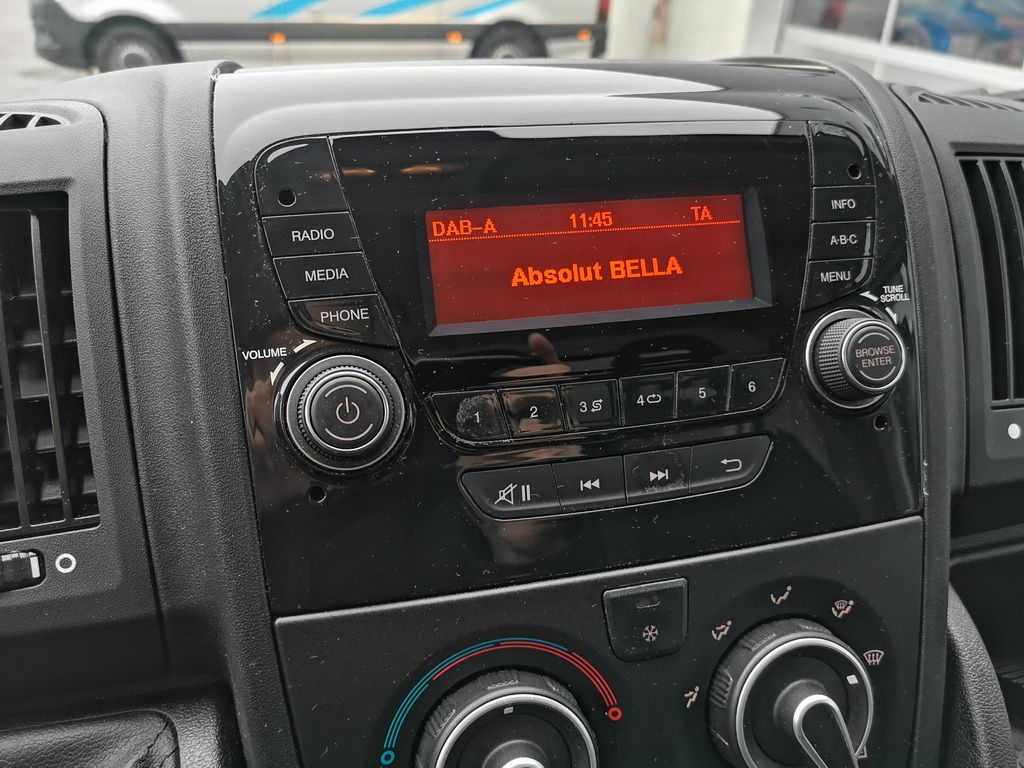 DAB-A 11:45 TA
Absolut BELLA
RADIO
MEDIA
PHONE
VOLUME
INFO
A·B·C
MENU
TUNE
SCROLL
BROWSE
ENTER
1 2 3 4 5 6